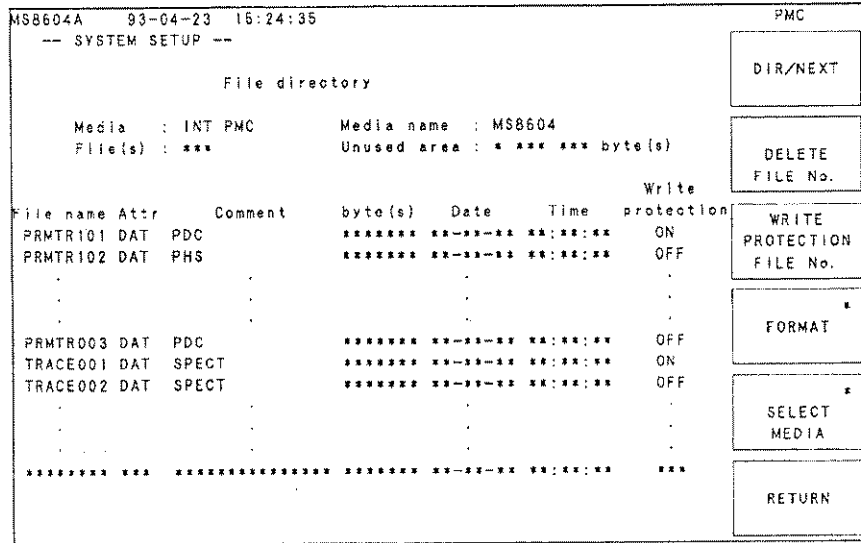 MS8604A 93-04-23 16:24:35
-- SYSTEM SETUP --
File directory
Media : INT PMC Media name : MS8604
File(s) : *** Unused area : * *** *** byte(s)
Write
File name Attr Comment byte(s) Date Time protection
PRMTR101 DAT PDC ******* **-**-** **:**:** ON
PRMTR102 DAT PHS ******* **-**-** **:**:** OFF
. . . .
. . . .
. . . .
PRMTR003 DAT PDC ******* **-**-** **:**:** OFF
TRACE001 DAT SPECT ******* **-**-** **:**:** ON
TRACE002 DAT SPECT ******* **-**-** **:**:** OFF
. . . .
. . . .
. . . .
******** *** ************** ******* **-**-** **:**:** ***
PMC
DIR/NEXT
DELETE
FILE No.
WRITE
PROTECTION
FILE No.
*
FORMAT
*
SELECT
MEDIA
RETURN